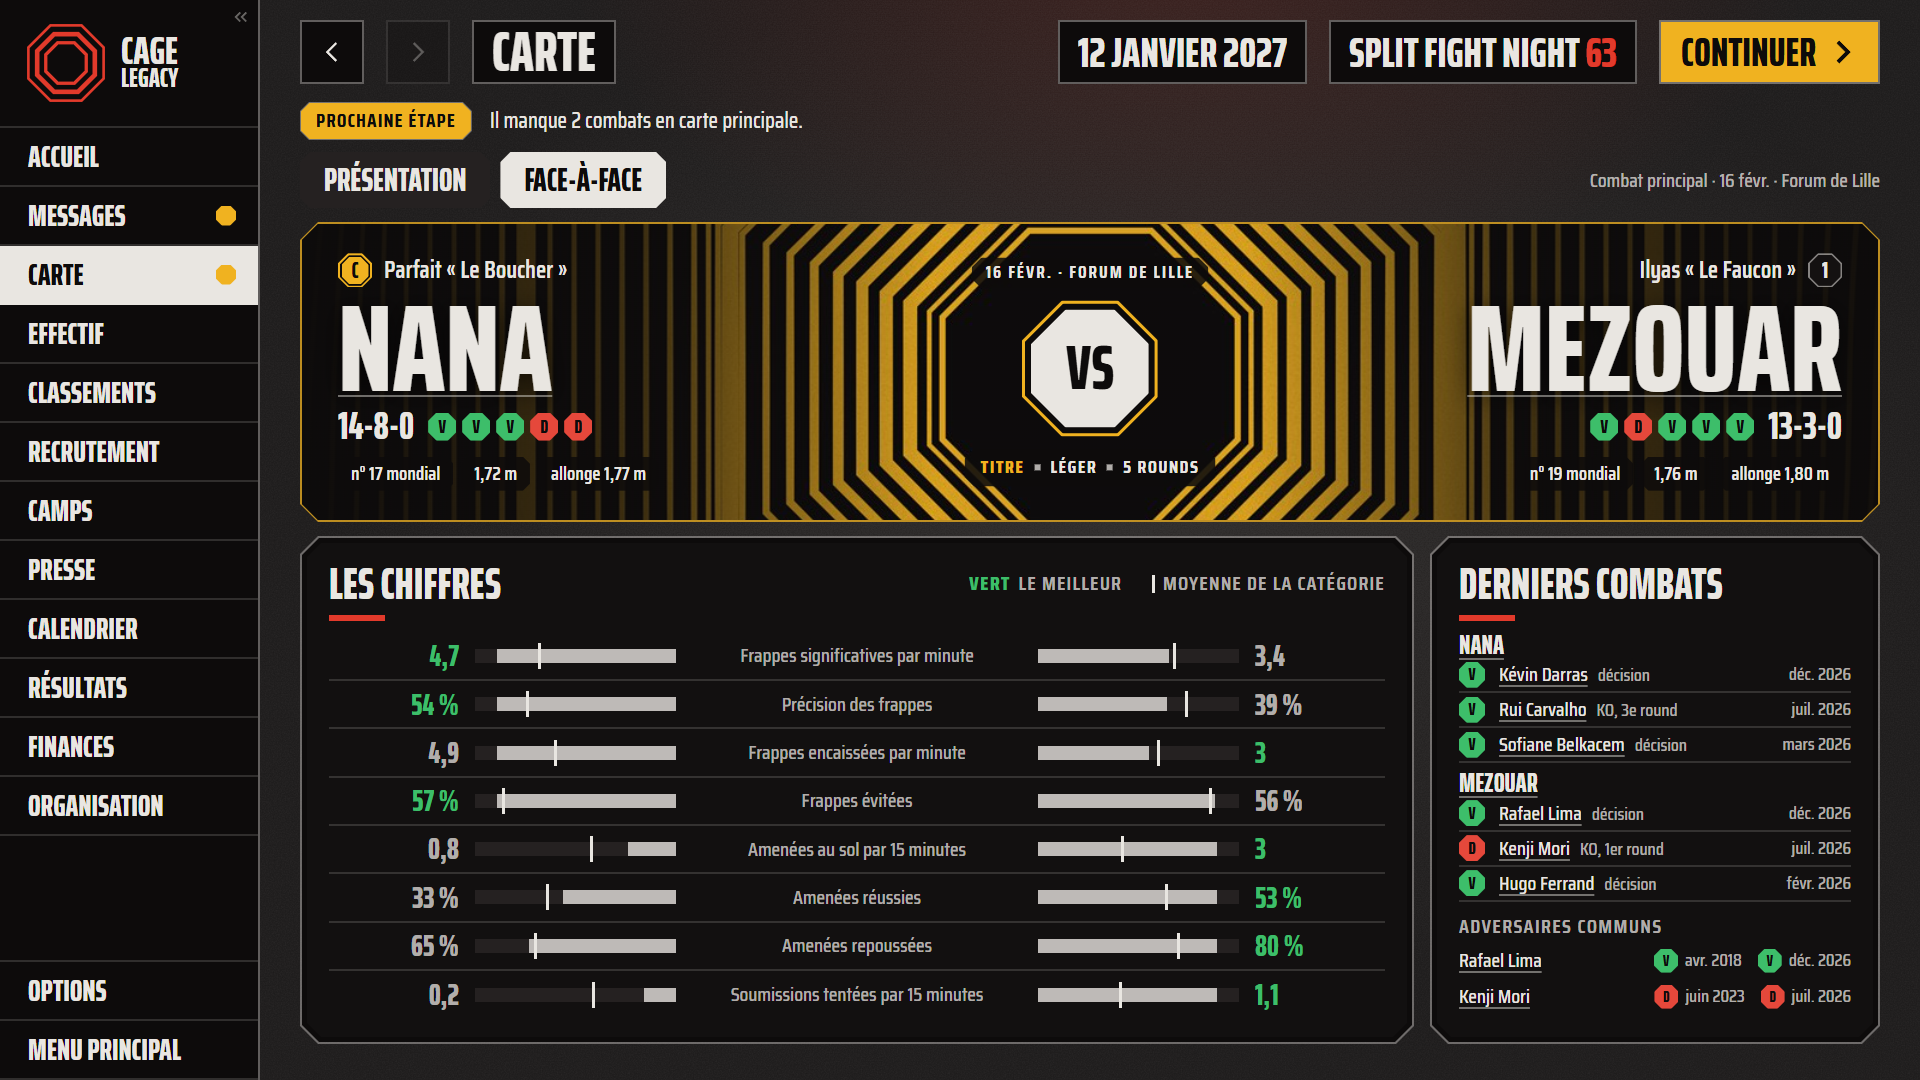 CAGE
LEGACY
ACCUEIL
MESSAGES
CARTE
EFFECTIF
CLASSEMENTS
RECRUTEMENT
CAMPS
PRESSE
CALENDRIER
RÉSULTATS
FINANCES
ORGANISATION
OPTIONS
MENU PRINCIPAL
CARTE
12 JANVIER 2027
SPLIT FIGHT NIGHT 63
CONTINUER
PROCHAINE ÉTAPE Il manque 2 combats en carte principale.
PRÉSENTATION FACE-À-FACE
Combat principal · 16 févr. · Forum de Lille
C Parfait « Le Boucher »
NANA
14-8-0 V V V D D
n° 17 mondial 1,72 m allonge 1,77 m
16 FÉVR. · FORUM DE LILLE
VS
TITRE ▪ LÉGER ▪ 5 ROUNDS
Ilyas « Le Faucon » 1
MEZOUAR
V D V V V 13-3-0
n° 19 mondial 1,76 m allonge 1,80 m
LES CHIFFRES
VERT LE MEILLEUR MOYENNE DE LA CATÉGORIE
4,7 Frappes significatives par minute 3,4
54 % Précision des frappes 39 %
4,9 Frappes encaissées par minute 3
57 % Frappes évitées 56 %
0,8 Amenées au sol par 15 minutes 3
33 % Amenées réussies 53 %
65 % Amenées repoussées 80 %
0,2 Soumissions tentées par 15 minutes 1,1
DERNIERS COMBATS
NANA
V Kévin Darras décision déc. 2026
V Rui Carvalho KO, 3e round juil. 2026
V Sofiane Belkacem décision mars 2026
MEZOUAR
V Rafael Lima décision déc. 2026
D Kenji Mori KO, 1er round juil. 2026
V Hugo Ferrand décision févr. 2026
ADVERSAIRES COMMUNS
Rafael Lima V avr. 2018 V déc. 2026
Kenji Mori D juin 2023 D juil. 2026